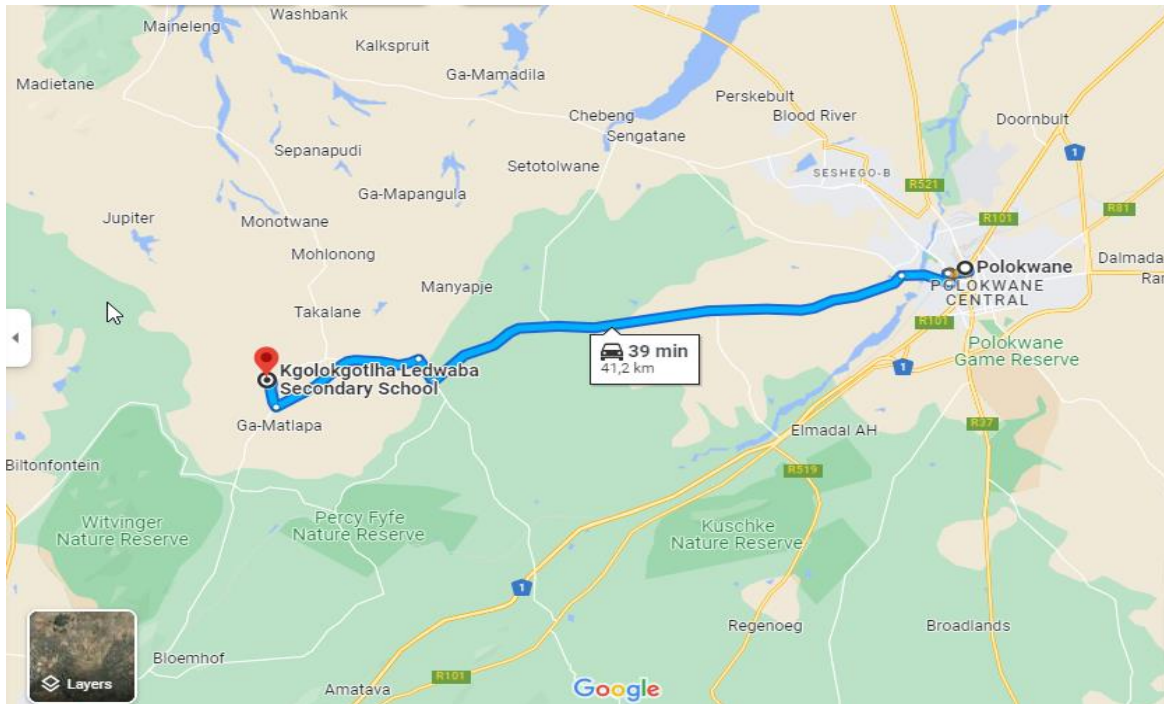 Washbank
Maineleng
Kalkspruit
Ga-Mamadila
Madietane
Perskebult
Chebeng
Blood River
Doornbult
Sengatane
1
Sepanapudi
Setotolwane
SESHEGO-B
R521
Ga-Mapangula
Jupiter
Monotwane
R101
R81
Mohlonong
Dalmada
Manyapje
Polokwane
Ra
POLOKWANE
CENTRAL
Takalane
R101
39 min
41,2 km
Polokwane
Game Reserve
Kgolokgotlha Ledwaba
Secondary School
1
Ga-Matlapa
R37
Elmadal AH
Biltonfontein
R519
Witvinger
Nature Reserve
Percy Fyfe
Nature Reserve
Kuschke
Nature Reserve
1
Regenoeg
Broadlands
Bloemhof
Layers
R101
Amatava
Google